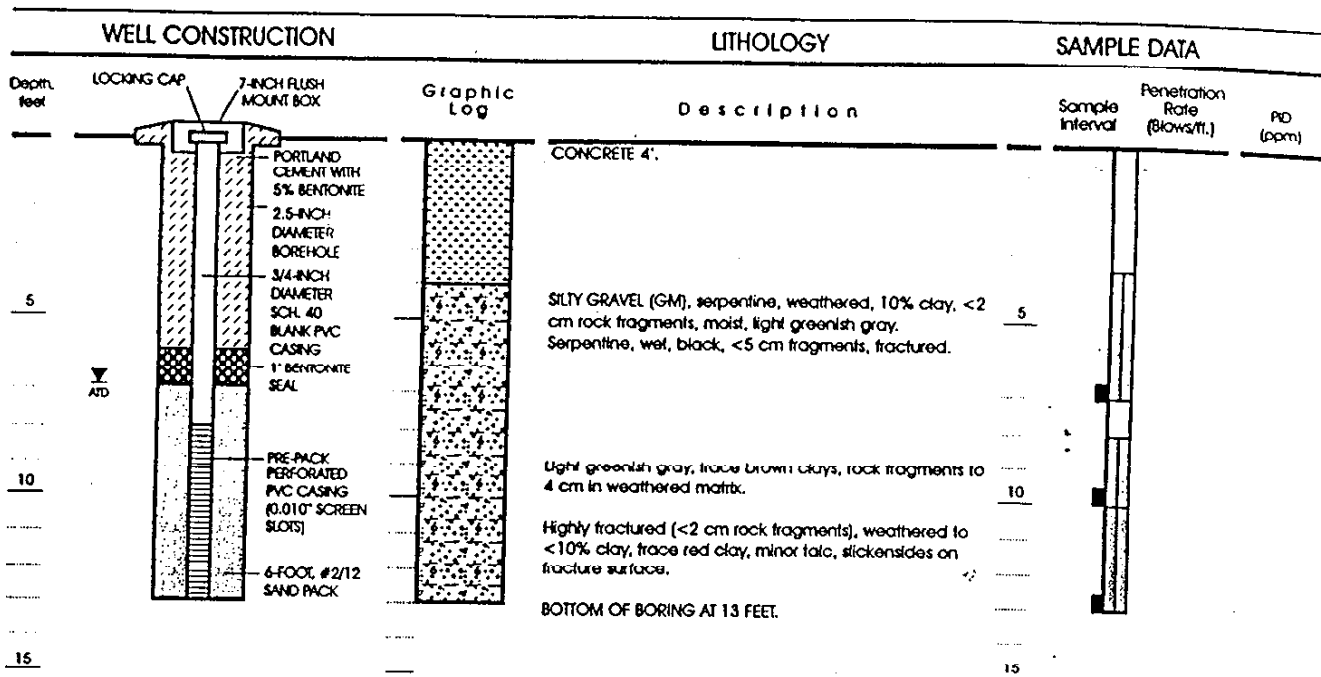 WELL CONSTRUCTION
LITHOLOGY
SAMPLE DATA
Depth, feet
LOCKING CAP
7-INCH FLUSH
MOUNT BOX
Graphic
Log
Description
Sample
Interval
Penetration
Rate
(Blows/ft.)
PID
(ppm)
PORTLAND
CEMENT WITH
5% BENTONITE
2.5-INCH
DIAMETER
BOREHOLE
3/4-INCH
DIAMETER
SCH. 40
BLANK PVC
CASING
1' BENTONITE
SEAL
ATD
PRE-PACK
PERFORATED
PVC CASING
(0.010" SCREEN
SLOTS)
6-FOOT, #2/12
SAND PACK
5
10
15
CONCRETE 4'.
SILTY GRAVEL (GM), serpentine, weathered, 10% clay, <2
cm rock fragments, moist, light greenish gray.
Serpentine, wet, black, <5 cm fragments, fractured.
Light greenish gray, trace brown clays, rock fragments to
4 cm in weathered matrix.
Highly fractured (<2 cm rock fragments), weathered to
<10% clay, trace red clay, minor talc, slickensides on
fracture surface.
BOTTOM OF BORING AT 13 FEET.
5
10
15